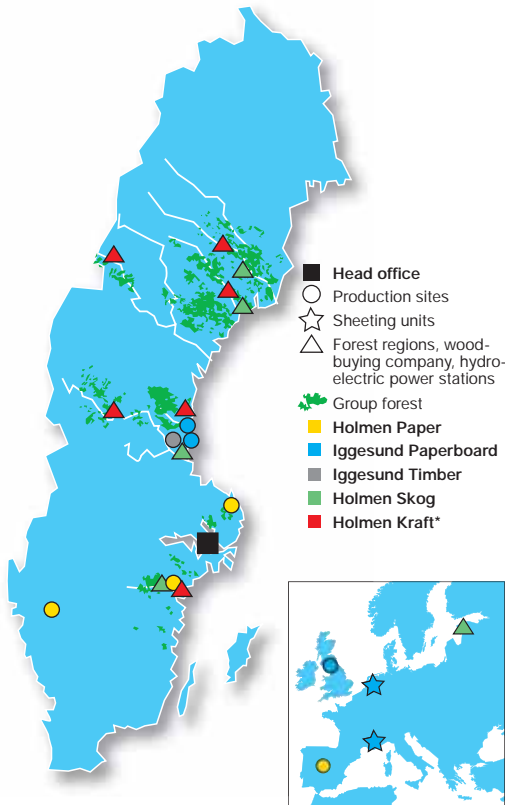 Head office
Production sites
Sheeting units
Forest regions, wood-
buying company, hydro-
electric power stations
Group forest
Holmen Paper
Iggesund Paperboard
Iggesund Timber
Holmen Skog
Holmen Kraft*